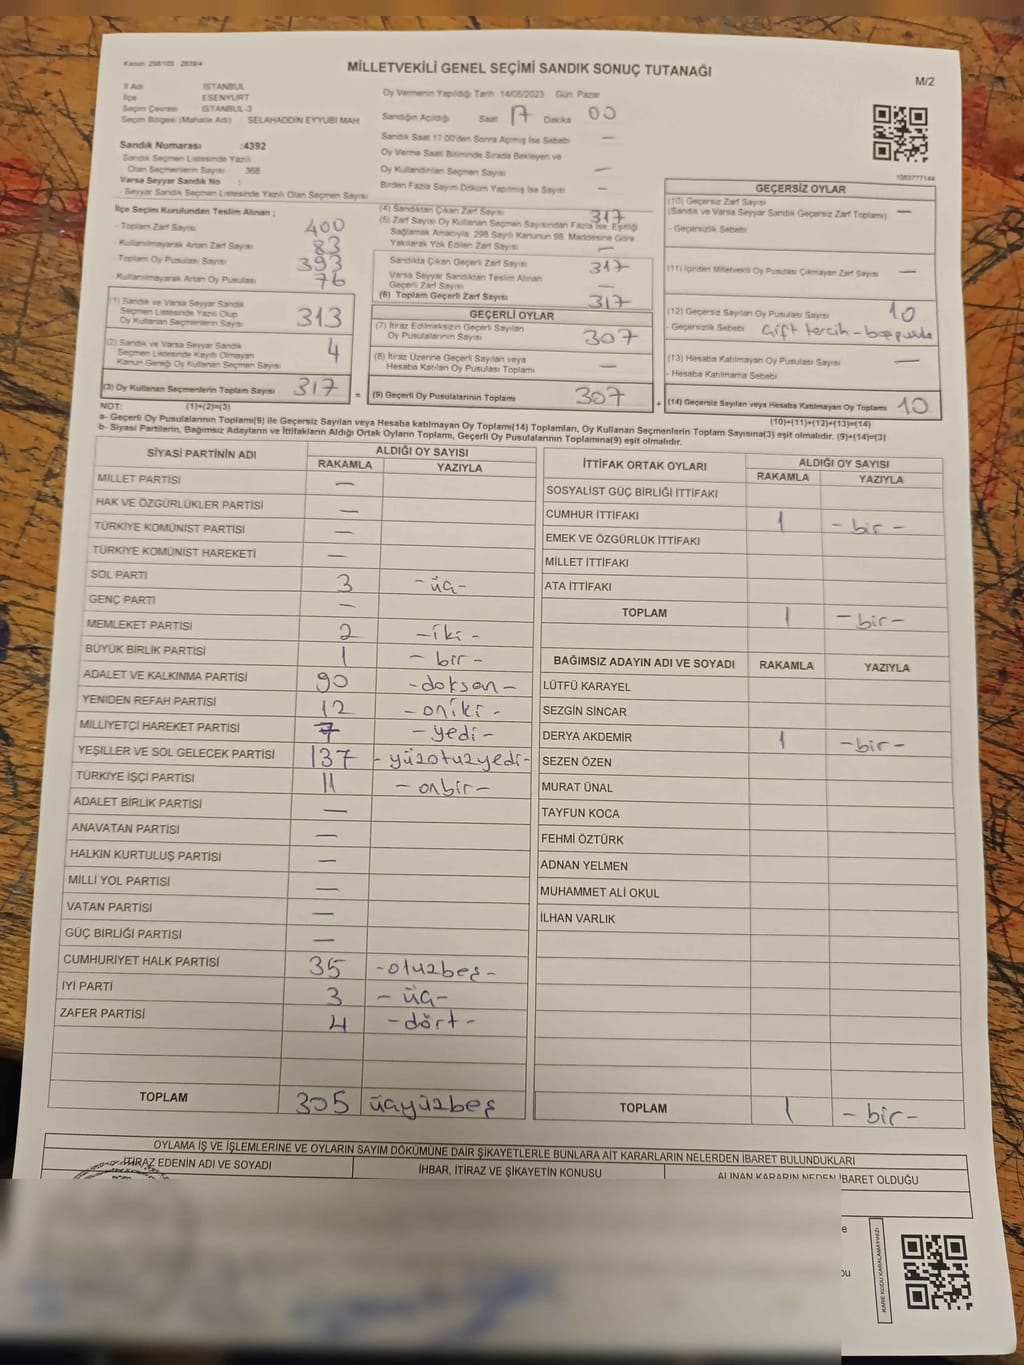 Kanun: 298/105 : 2839/4
MİLLETVEKİLİ GENEL SEÇİMİ SANDIK SONUÇ TUTANAĞI
M/2
İl Adı İSTANBUL
İlçe ESENYURT
Seçim Çevresi İSTANBUL-3
Seçim Bölgesi (Mahalle Adı) SELAHADDİN EYYUBİ MAH.
Oy Vermenin Yapıldığı Tarih 14/05/2023 Gün Pazar
Sandığın Açıldığı Saat 17 Dakika 00
Sandık Saat 17:00'den Sonra Açılmış İse Sebebi —
Oy Verme Saati Bitiminde Sırada Bekleyen ve
Oy Kullandırılan Seçmen Sayısı —
Birden Fazla Sayım Döküm Yapılmış İse Sayısı —
Sandık Numarası :4392
Sandık Seçmen Listesinde Yazılı
Olan Seçmenlerin Sayısı 368
Varsa Seyyar Sandık No :
- Seyyar Sandık Seçmen Listesinde Yazılı Olan Seçmen Sayısı
1083777144
İlçe Seçim Kurulundan Teslim Alınan ;
- Toplam Zarf Sayısı 400
- Kullanılmayarak Artan Zarf Sayısı 83
- Toplam Oy Pusulası Sayısı 393
- Kullanılmayarak Artan Oy Pusulası 76
(1) Sandık ve Varsa Seyyar Sandık
Seçmen Listesinde Yazılı Olup
Oy Kullanan Seçmenlerin Sayısı 313
(2) Sandık ve Varsa Seyyar Sandık
Seçmen Listesinde Kayıtlı Olmayan
Kanun Gereği Oy Kullanan Seçmen Sayısı 4
(3) Oy Kullanan Seçmenlerin Toplam Sayısı 317 =
(4) Sandıktan Çıkan Zarf Sayısı 317
(5) Zarf Sayısı Oy Kullanan Seçmen Sayısından Fazla İse, Eşitliği
Sağlamak Amacıyla, 298 Sayılı Kanunun 98. Maddesine Göre
Yakılarak Yok Edilen Zarf Sayısı —
Sandıkta Çıkan Geçerli Zarf Sayısı 317
Varsa Seyyar Sandıktan Teslim Alınan
Geçerli Zarf Sayısı —
(6) Toplam Geçerli Zarf Sayısı 317
GEÇERLİ OYLAR
(7) İtiraz Edilmeksizin Geçerli Sayılan
Oy Pusulalarının Sayısı 307
(8) İtiraz Üzerine Geçerli Sayılan veya
Hesaba Katılan Oy Pusulası Toplamı —
(9) Geçerli Oy Pusulalarının Toplamı 307 +
GEÇERSİZ OYLAR
(10) Geçersiz Zarf Sayısı
(Sandık ve Varsa Seyyar Sandık Geçersiz Zarf Toplamı) —
- Geçersizlik Sebebi
(11) İçinden Milletvekili Oy Pusulası Çıkmayan Zarf Sayısı —
(12) Geçersiz Sayılan Oy Pusulası Sayısı 10
- Geçersizlik Sebebi Çift tercih - boş pusula
(13) Hesaba Katılmayan Oy Pusulası Sayısı —
- Hesaba Katılmama Sebebi
(14) Geçersiz Sayılan veya Hesaba Katılmayan Oy Toplamı 10
NOT: (1)+(2)=(3) (10)+(11)+(12)+(13)=(14)
a- Geçerli Oy Pusulalarının Toplamı(9) ile Geçersiz Sayılan veya Hesaba katılmayan Oy Toplamı(14) Toplamları, Oy Kullanan Seçmenlerin Toplam Sayısına(3) eşit olmalıdır. (9)+(14)=(3)
b- Siyasi Partilerin, Bağımsız Adayların ve İttifakların Aldığı Ortak Oyların Toplamı, Geçerli Oy Pusulalarının Toplamına(9) eşit olmalıdır.
SİYASİ PARTİNİN ADI ALDIĞI OY SAYISI
RAKAMLA YAZIYLA
MİLLET PARTİSİ —
HAK VE ÖZGÜRLÜKLER PARTİSİ —
TÜRKİYE KOMÜNİST PARTİSİ —
TÜRKİYE KOMÜNİST HAREKETİ —
SOL PARTİ 3 -üç-
GENÇ PARTİ —
MEMLEKET PARTİSİ 2 -iki-
BÜYÜK BİRLİK PARTİSİ 1 -bir-
ADALET VE KALKINMA PARTİSİ 90 -doksan-
YENİDEN REFAH PARTİSİ 12 -oniki-
MİLLİYETÇİ HAREKET PARTİSİ 7 -yedi-
YEŞİLLER VE SOL GELECEK PARTİSİ 137 -yüzotuzyedi-
TÜRKİYE İŞÇİ PARTİSİ 11 -onbir-
ADALET BİRLİK PARTİSİ —
ANAVATAN PARTİSİ —
HALKIN KURTULUŞ PARTİSİ —
MİLLİ YOL PARTİSİ —
VATAN PARTİSİ —
GÜÇ BİRLİĞİ PARTİSİ —
CUMHURİYET HALK PARTİSİ 35 -otuzbeş-
İYİ PARTİ 3 -üç-
ZAFER PARTİSİ 4 -dört-
TOPLAM 305 üçyüzbeş
İTTİFAK ORTAK OYLARI ALDIĞI OY SAYISI
RAKAMLA YAZIYLA
SOSYALİST GÜÇ BİRLİĞİ İTTİFAKI
CUMHUR İTTİFAKI 1 -bir-
EMEK VE ÖZGÜRLÜK İTTİFAKI
MİLLET İTTİFAKI
ATA İTTİFAKI
TOPLAM 1 -bir-
BAĞIMSIZ ADAYIN ADI VE SOYADI RAKAMLA YAZIYLA
LÜTFÜ KARAYEL
SEZGİN SİNCAR
DERYA AKDEMİR 1 -bir-
SEZEN ÖZEN
MURAT ÜNAL
TAYFUN KOCA
FEHMİ ÖZTÜRK
ADNAN YELMEN
MUHAMMET ALİ OKUL
İLHAN VARLIK
TOPLAM 1 -bir-
OYLAMA İŞ VE İŞLEMLERİNE VE OYLARIN SAYIM DÖKÜMÜNE DAİR ŞİKAYETLERLE BUNLARA AİT KARARLARIN NELERDEN İBARET BULUNDUKLARI
İTİRAZ EDENİN ADI VE SOYADI İHBAR, İTİRAZ VE ŞİKAYETİN KONUSU ALINAN KARARIN NEDEN İBARET OLDUĞU
KARE KODU KARALAMAYINIZ!